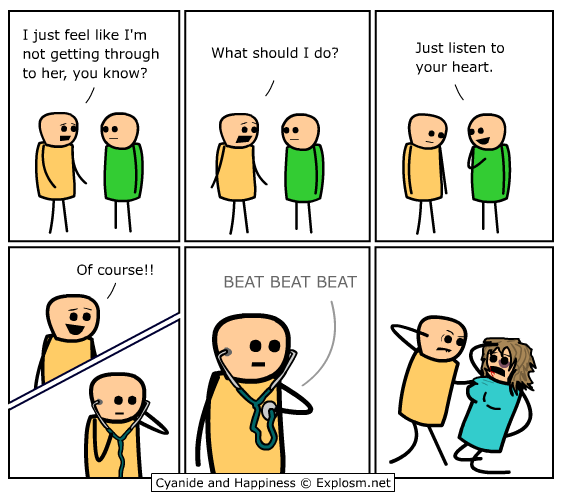 I just feel like I'm
not getting through
to her, you know?
What should I do?
Just listen to
your heart.
Of course!!
BEAT BEAT BEAT
Cyanide and Happiness © Explosm.net